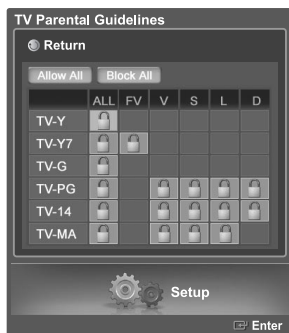 TV Parental Guidelines
Return
Allow All Block All
ALL FV V S L D
TV-Y
TV-Y7
TV-G
TV-PG
TV-14
TV-MA
Setup
Enter